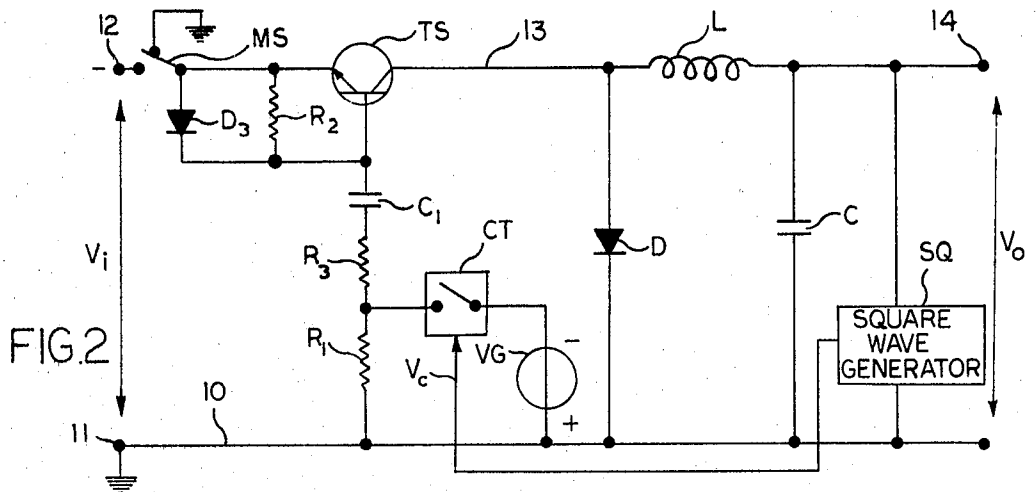 12
MS
TS
13
L
14
-
D3
R2
C1
Vi
R3
CT
D
C
Vo
SQ
FIG.2
R1
Vc
VG
-
+
SQUARE
WAVE
GENERATOR
10
11